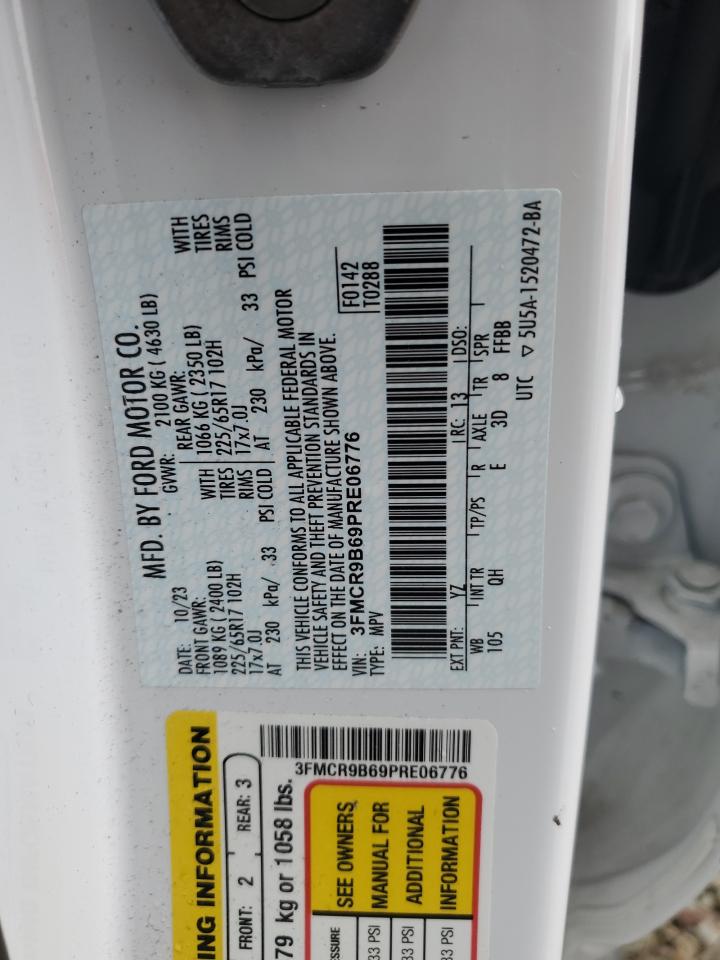 MFD. BY FORD MOTOR CO.
DATE: 10/23
GVWR: 2100 KG ( 4630 LB)
FRONT GAWR:
1089 KG ( 2400 LB)
225/65R17 102H
17x7.0J
AT 230 kPa/ 33 PSI COLD
WITH
TIRES
RIMS
REAR GAWR:
1066 KG ( 2350 LB)
225/65R17 102H
17x7.0J
AT 230 kPa/ 33 PSI COLD
WITH
TIRES
RIMS
THIS VEHICLE CONFORMS TO ALL APPLICABLE FEDERAL MOTOR
VEHICLE SAFETY AND THEFT PREVENTION STANDARDS IN
EFFECT ON THE DATE OF MANUFACTURE SHOWN ABOVE.
VIN: 3FMCR9B69PRE06776
TYPE: MPV
F0142
T0288
EXT PNT: YZ RC: 13 DSO:
WB INT TR TP/PS R AXLE TR SPR
105 QH E 3D 8 FFBB
UTC ▽ 5U5A-1520472-BA
ING INFORMATION
FRONT: 2 REAR: 3
79 kg or 1058 lbs.
3FMCR9B69PRE06776
SEE OWNERS
MANUAL FOR
ADDITIONAL
INFORMATION
33 PSI
33 PSI
33 PSI